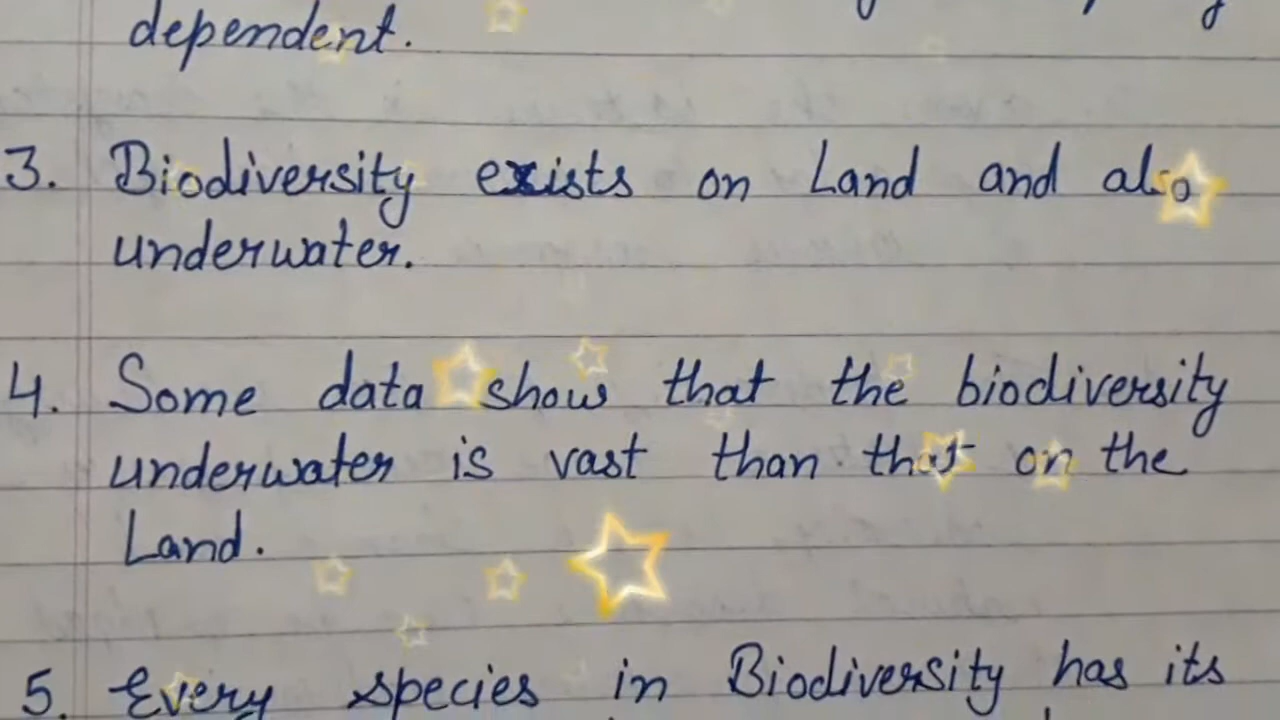 dependent.
3. Biodiversity exists on Land and also
underwater.
4. Some data show that the biodiversity
underwater is vast than that on the
Land.
5. Every species in Biodiversity has its